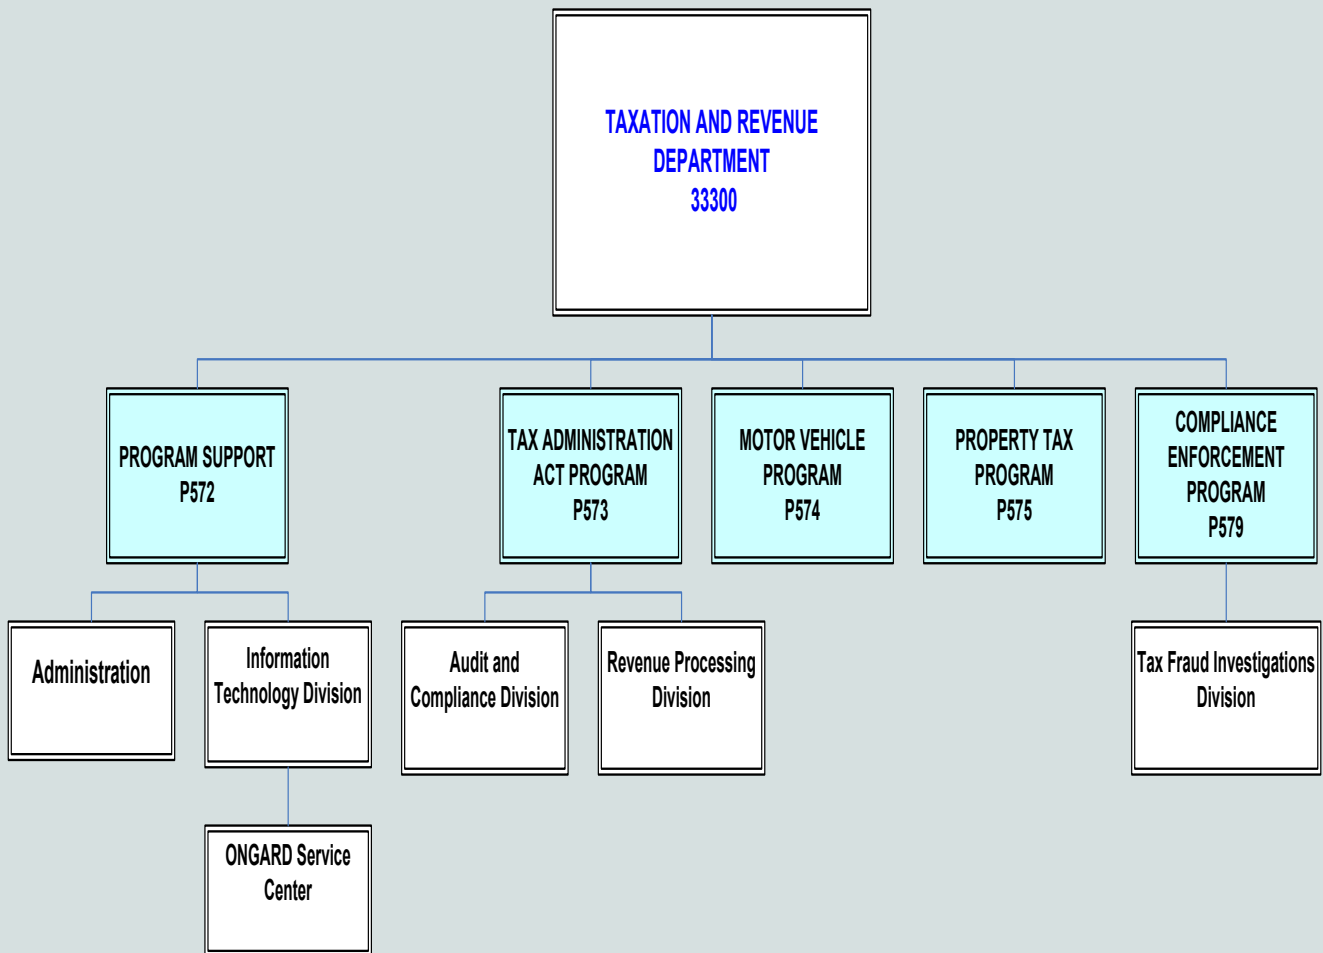 TAXATION AND REVENUE
DEPARTMENT
33300
PROGRAM SUPPORT
P572
TAX ADMINISTRATION
ACT PROGRAM
P573
MOTOR VEHICLE
PROGRAM
P574
PROPERTY TAX
PROGRAM
P575
COMPLIANCE
ENFORCEMENT
PROGRAM
P579
Administration
Information
Technology Division
Audit and
Compliance Division
Revenue Processing
Division
Tax Fraud Investigations
Division
ONGARD Service
Center